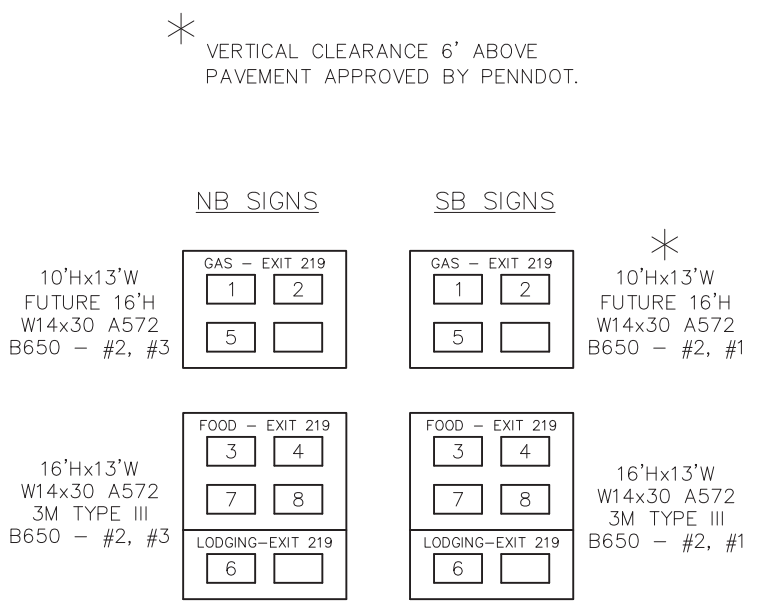 VERTICAL CLEARANCE 6' ABOVE
PAVEMENT APPROVED BY PENNDOT.
NB SIGNS
10'Hx13'W
FUTURE 16'H
W14x30 A572
B650 – #2, #3
GAS – EXIT 219
1 2
5
16'Hx13'W
W14x30 A572
3M TYPE III
B650 – #2, #3
FOOD – EXIT 219
3 4
7 8
LODGING–EXIT 219
6
SB SIGNS
GAS – EXIT 219
1 2
5
10'Hx13'W
FUTURE 16'H
W14x30 A572
B650 – #2, #1
FOOD – EXIT 219
3 4
7 8
LODGING–EXIT 219
6
16'Hx13'W
W14x30 A572
3M TYPE III
B650 – #2, #1